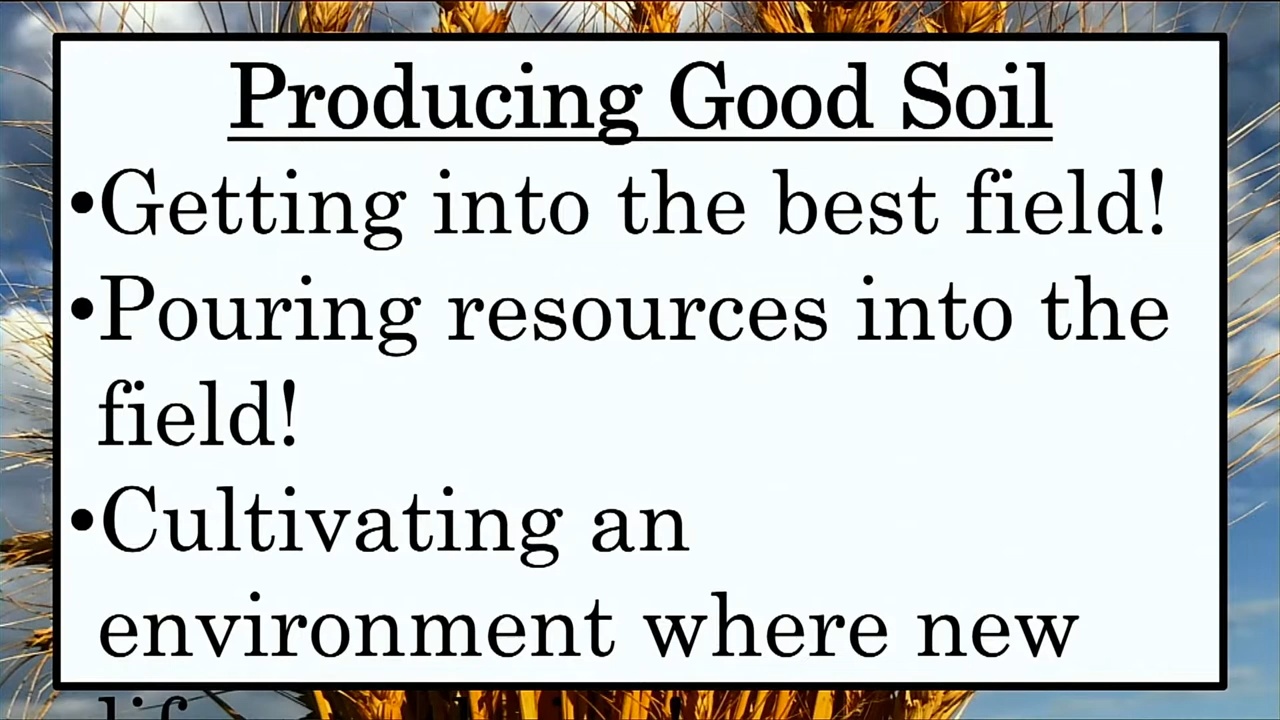 Producing Good Soil
•Getting into the best field!
•Pouring resources into the
field!
•Cultivating an
environment where new